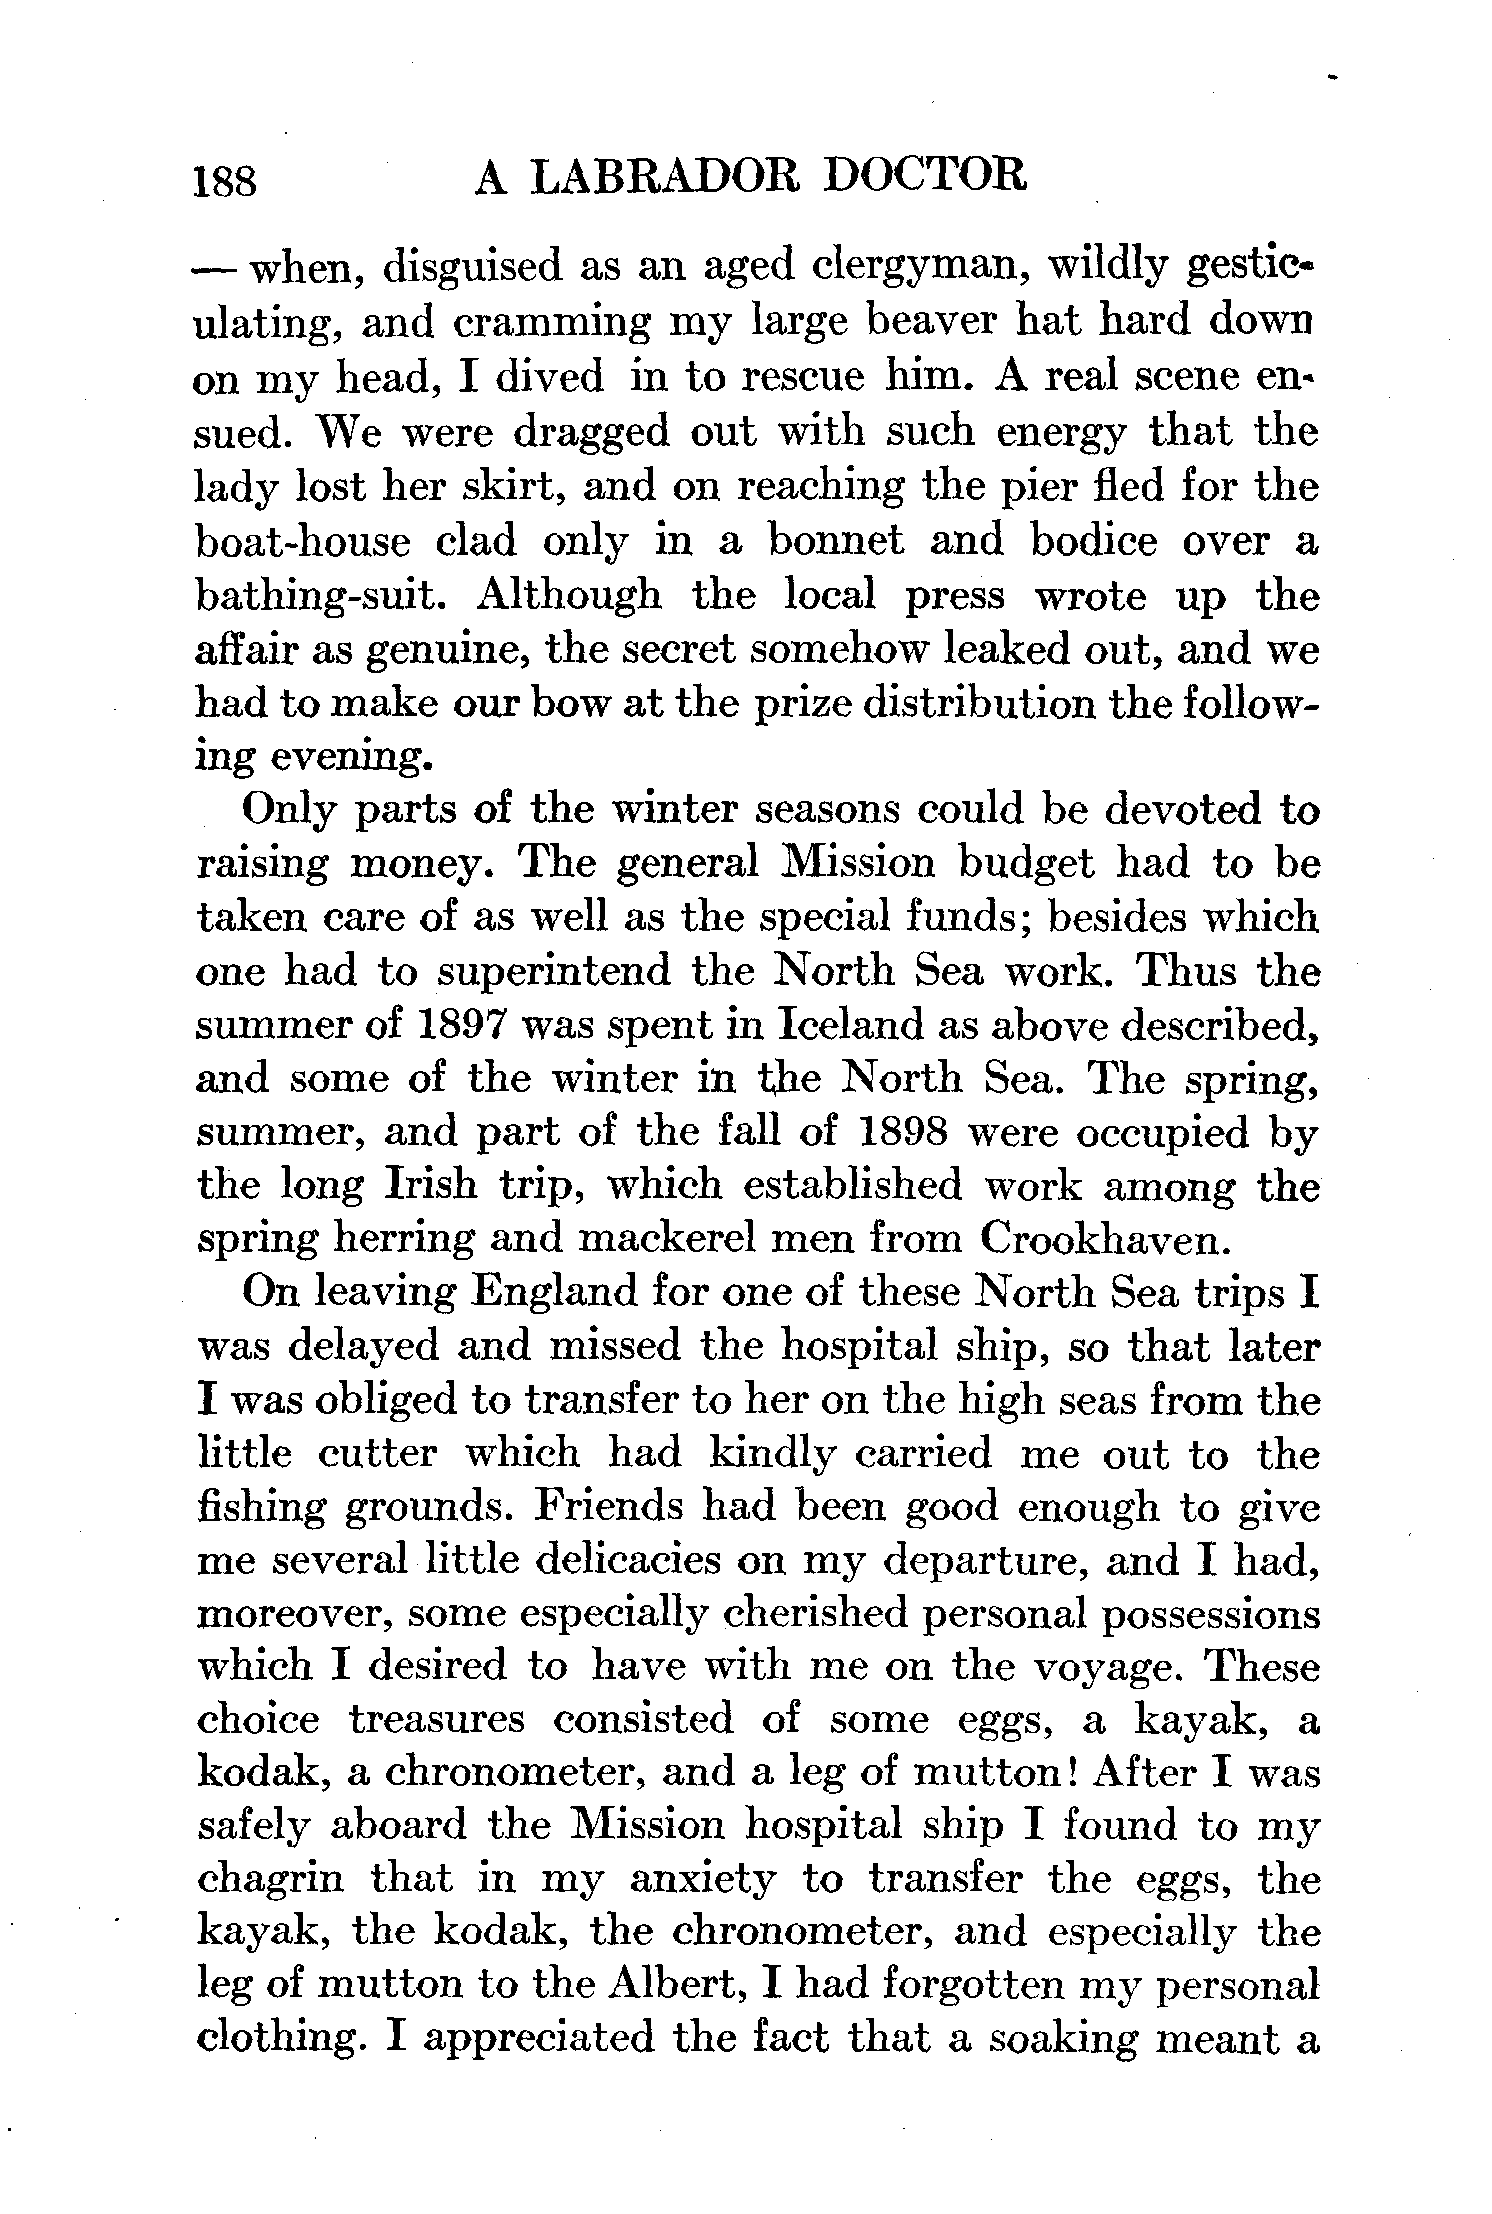 188 A LABRADOR DOCTOR
— when, disguised as an aged clergyman, wildly gestic-
ulating, and cramming my large beaver hat hard down
on my head, I dived in to rescue him. A real scene en-
sued. We were dragged out with such energy that the
lady lost her skirt, and on reaching the pier fled for the
boat-house clad only in a bonnet and bodice over a
bathing-suit. Although the local press wrote up the
affair as genuine, the secret somehow leaked out, and we
had to make our bow at the prize distribution the follow-
ing evening.
Only parts of the winter seasons could be devoted to
raising money. The general Mission budget had to be
taken care of as well as the special funds; besides which
one had to superintend the North Sea work. Thus the
summer of 1897 was spent in Iceland as above described,
and some of the winter in the North Sea. The spring,
summer, and part of the fall of 1898 were occupied by
the long Irish trip, which established work among the
spring herring and mackerel men from Crookhaven.
On leaving England for one of these North Sea trips I
was delayed and missed the hospital ship, so that later
I was obliged to transfer to her on the high seas from the
little cutter which had kindly carried me out to the
fishing grounds. Friends had been good enough to give
me several little delicacies on my departure, and I had,
moreover, some especially cherished personal possessions
which I desired to have with me on the voyage. These
choice treasures consisted of some eggs, a kayak, a
kodak, a chronometer, and a leg of mutton! After I was
safely aboard the Mission hospital ship I found to my
chagrin that in my anxiety to transfer the eggs, the
kayak, the kodak, the chronometer, and especially the
leg of mutton to the Albert, I had forgotten my personal
clothing. I appreciated the fact that a soaking meant a